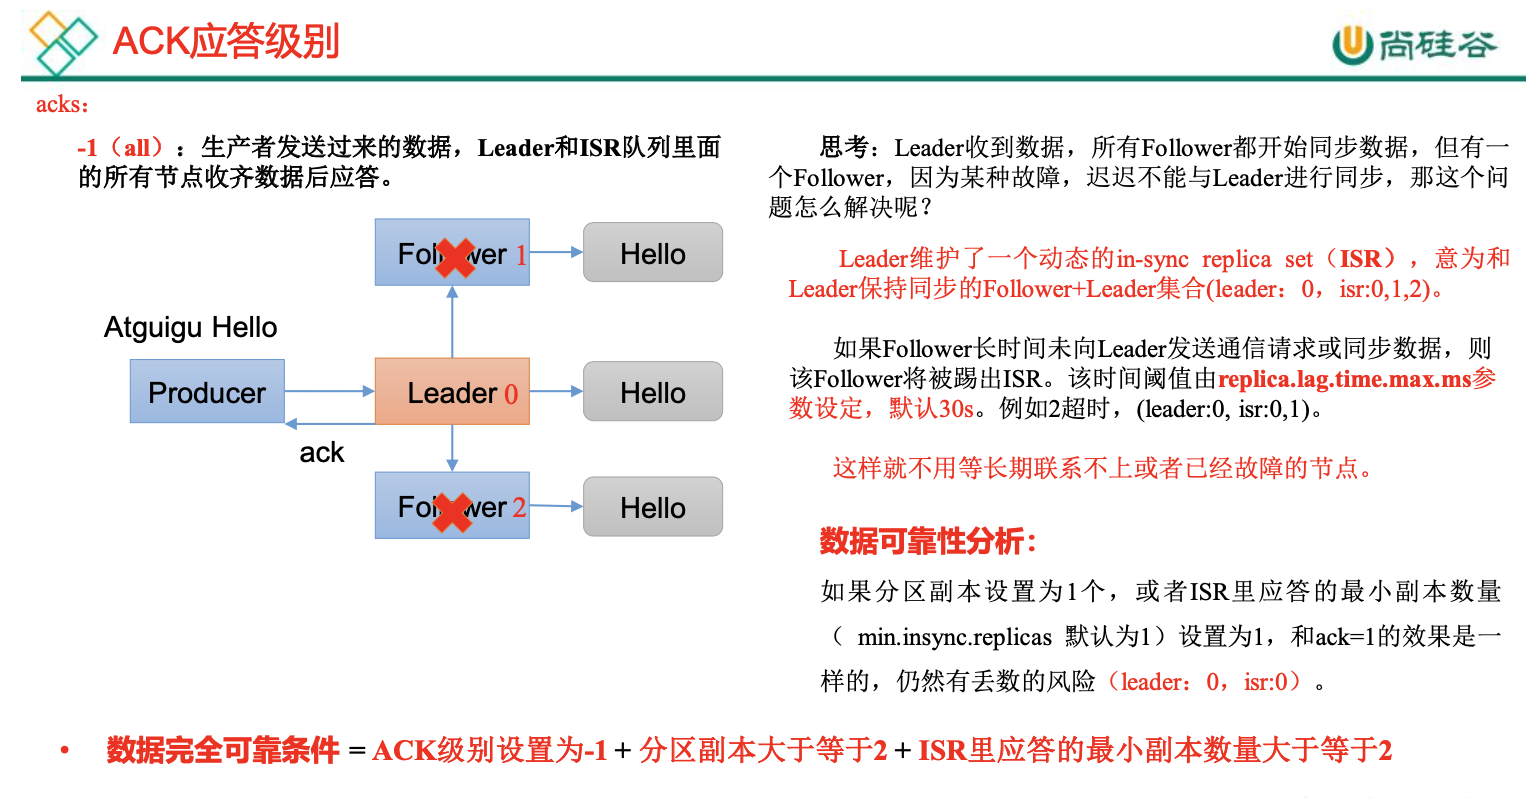 ACK应答级别
尚硅谷
acks：
-1（all）：生产者发送过来的数据，Leader和ISR队列里面
的所有节点收齐数据后应答。
Follower 1
Hello
Atguigu Hello
Producer
Leader 0
Hello
ack
Follower 2
Hello
思考：Leader收到数据，所有Follower都开始同步数据，但有一
个Follower，因为某种故障，迟迟不能与Leader进行同步，那这个问
题怎么解决呢？
Leader维护了一个动态的in-sync replica set（ISR），意为和
Leader保持同步的Follower+Leader集合(leader：0，isr:0,1,2)。
如果Follower长时间未向Leader发送通信请求或同步数据，则
该Follower将被踢出ISR。该时间阈值由replica.lag.time.max.ms参
数设定，默认30s。例如2超时，(leader:0, isr:0,1)。
这样就不用等长期联系不上或者已经故障的节点。
数据可靠性分析：
如果分区副本设置为1个，或者ISR里应答的最小副本数量
（ min.insync.replicas 默认为1）设置为1，和ack=1的效果是一
样的，仍然有丢数的风险（leader：0，isr:0）。
• 数据完全可靠条件 = ACK级别设置为-1 + 分区副本大于等于2 + ISR里应答的最小副本数量大于等于2